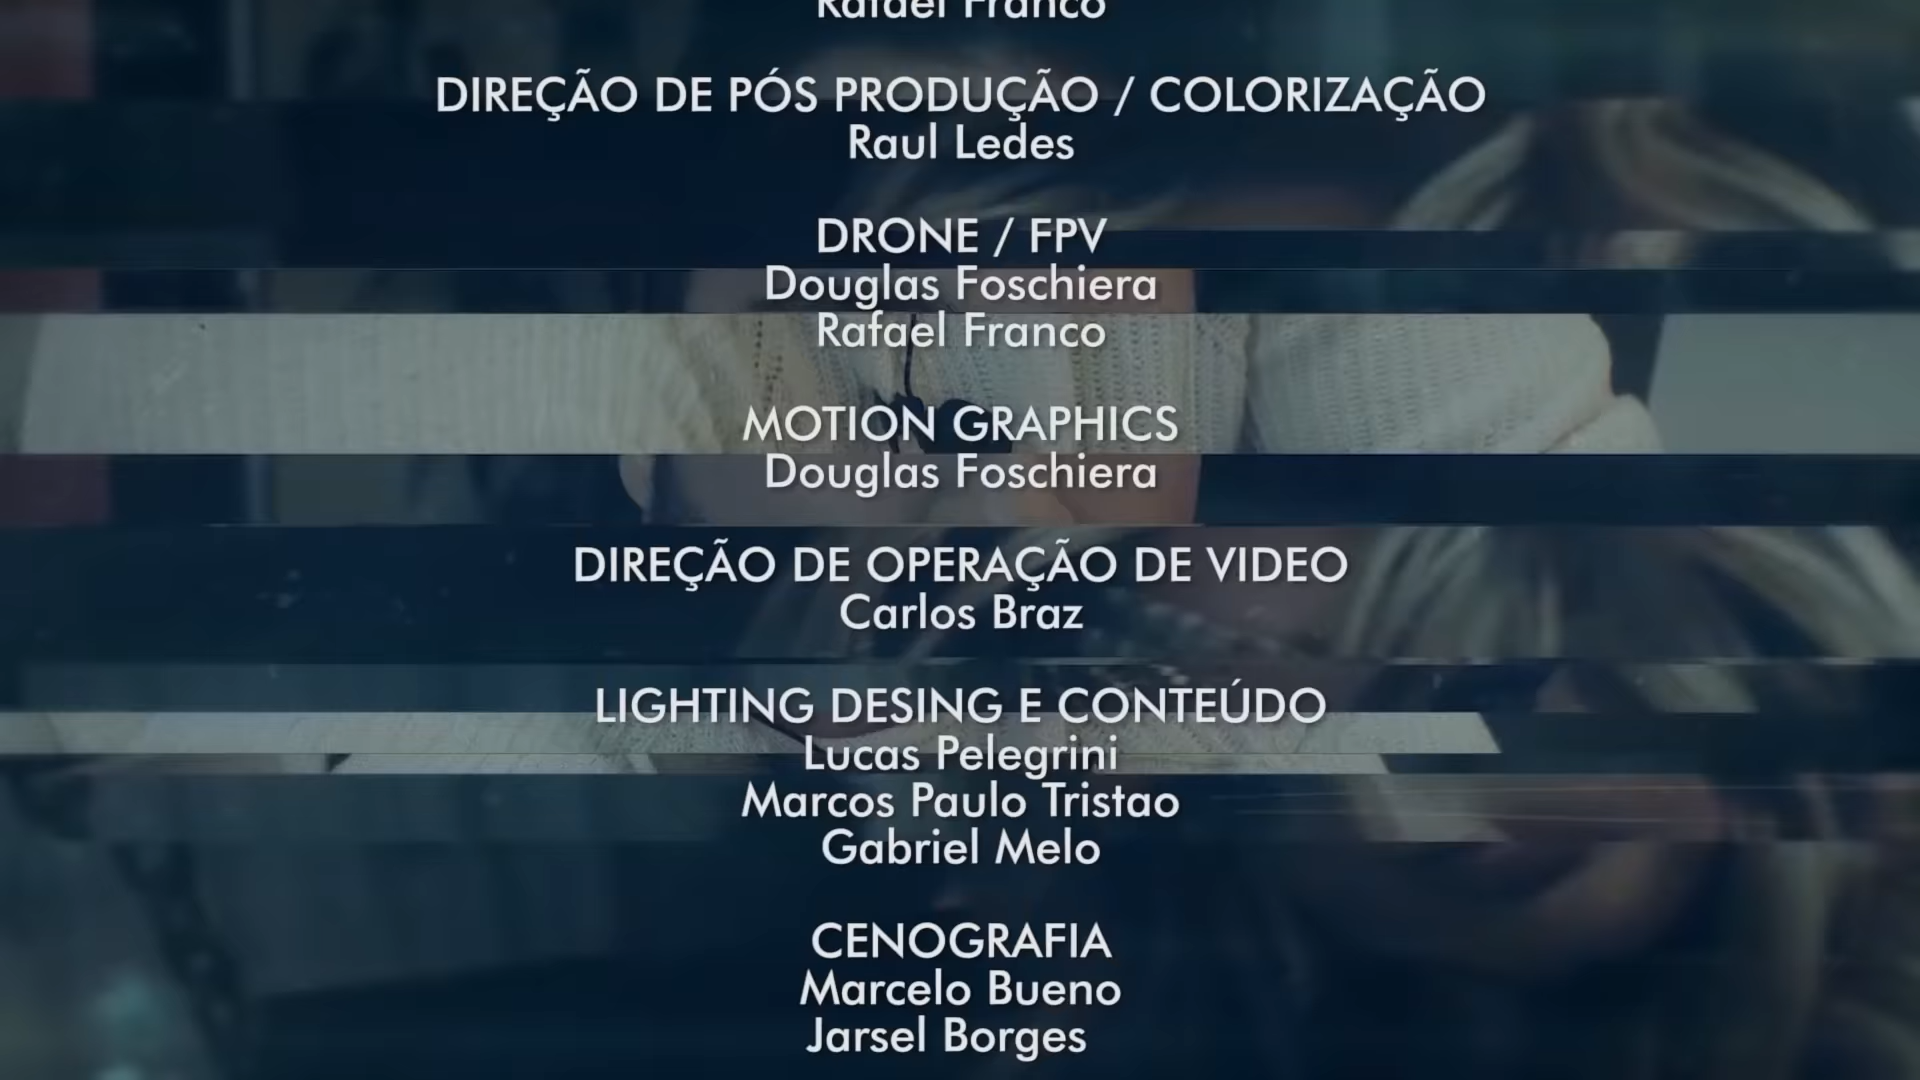 Rafael Franco
DIREÇÃO DE PÓS PRODUÇÃO / COLORIZAÇÃO
Raul Ledes
DRONE / FPV
Douglas Foschiera
Rafael Franco
MOTION GRAPHICS
Douglas Foschiera
DIREÇÃO DE OPERAÇÃO DE VIDEO
Carlos Braz
LIGHTING DESING E CONTEÚDO
Lucas Pelegrini
Marcos Paulo Tristao
Gabriel Melo
CENOGRAFIA
Marcelo Bueno
Jarsel Borges